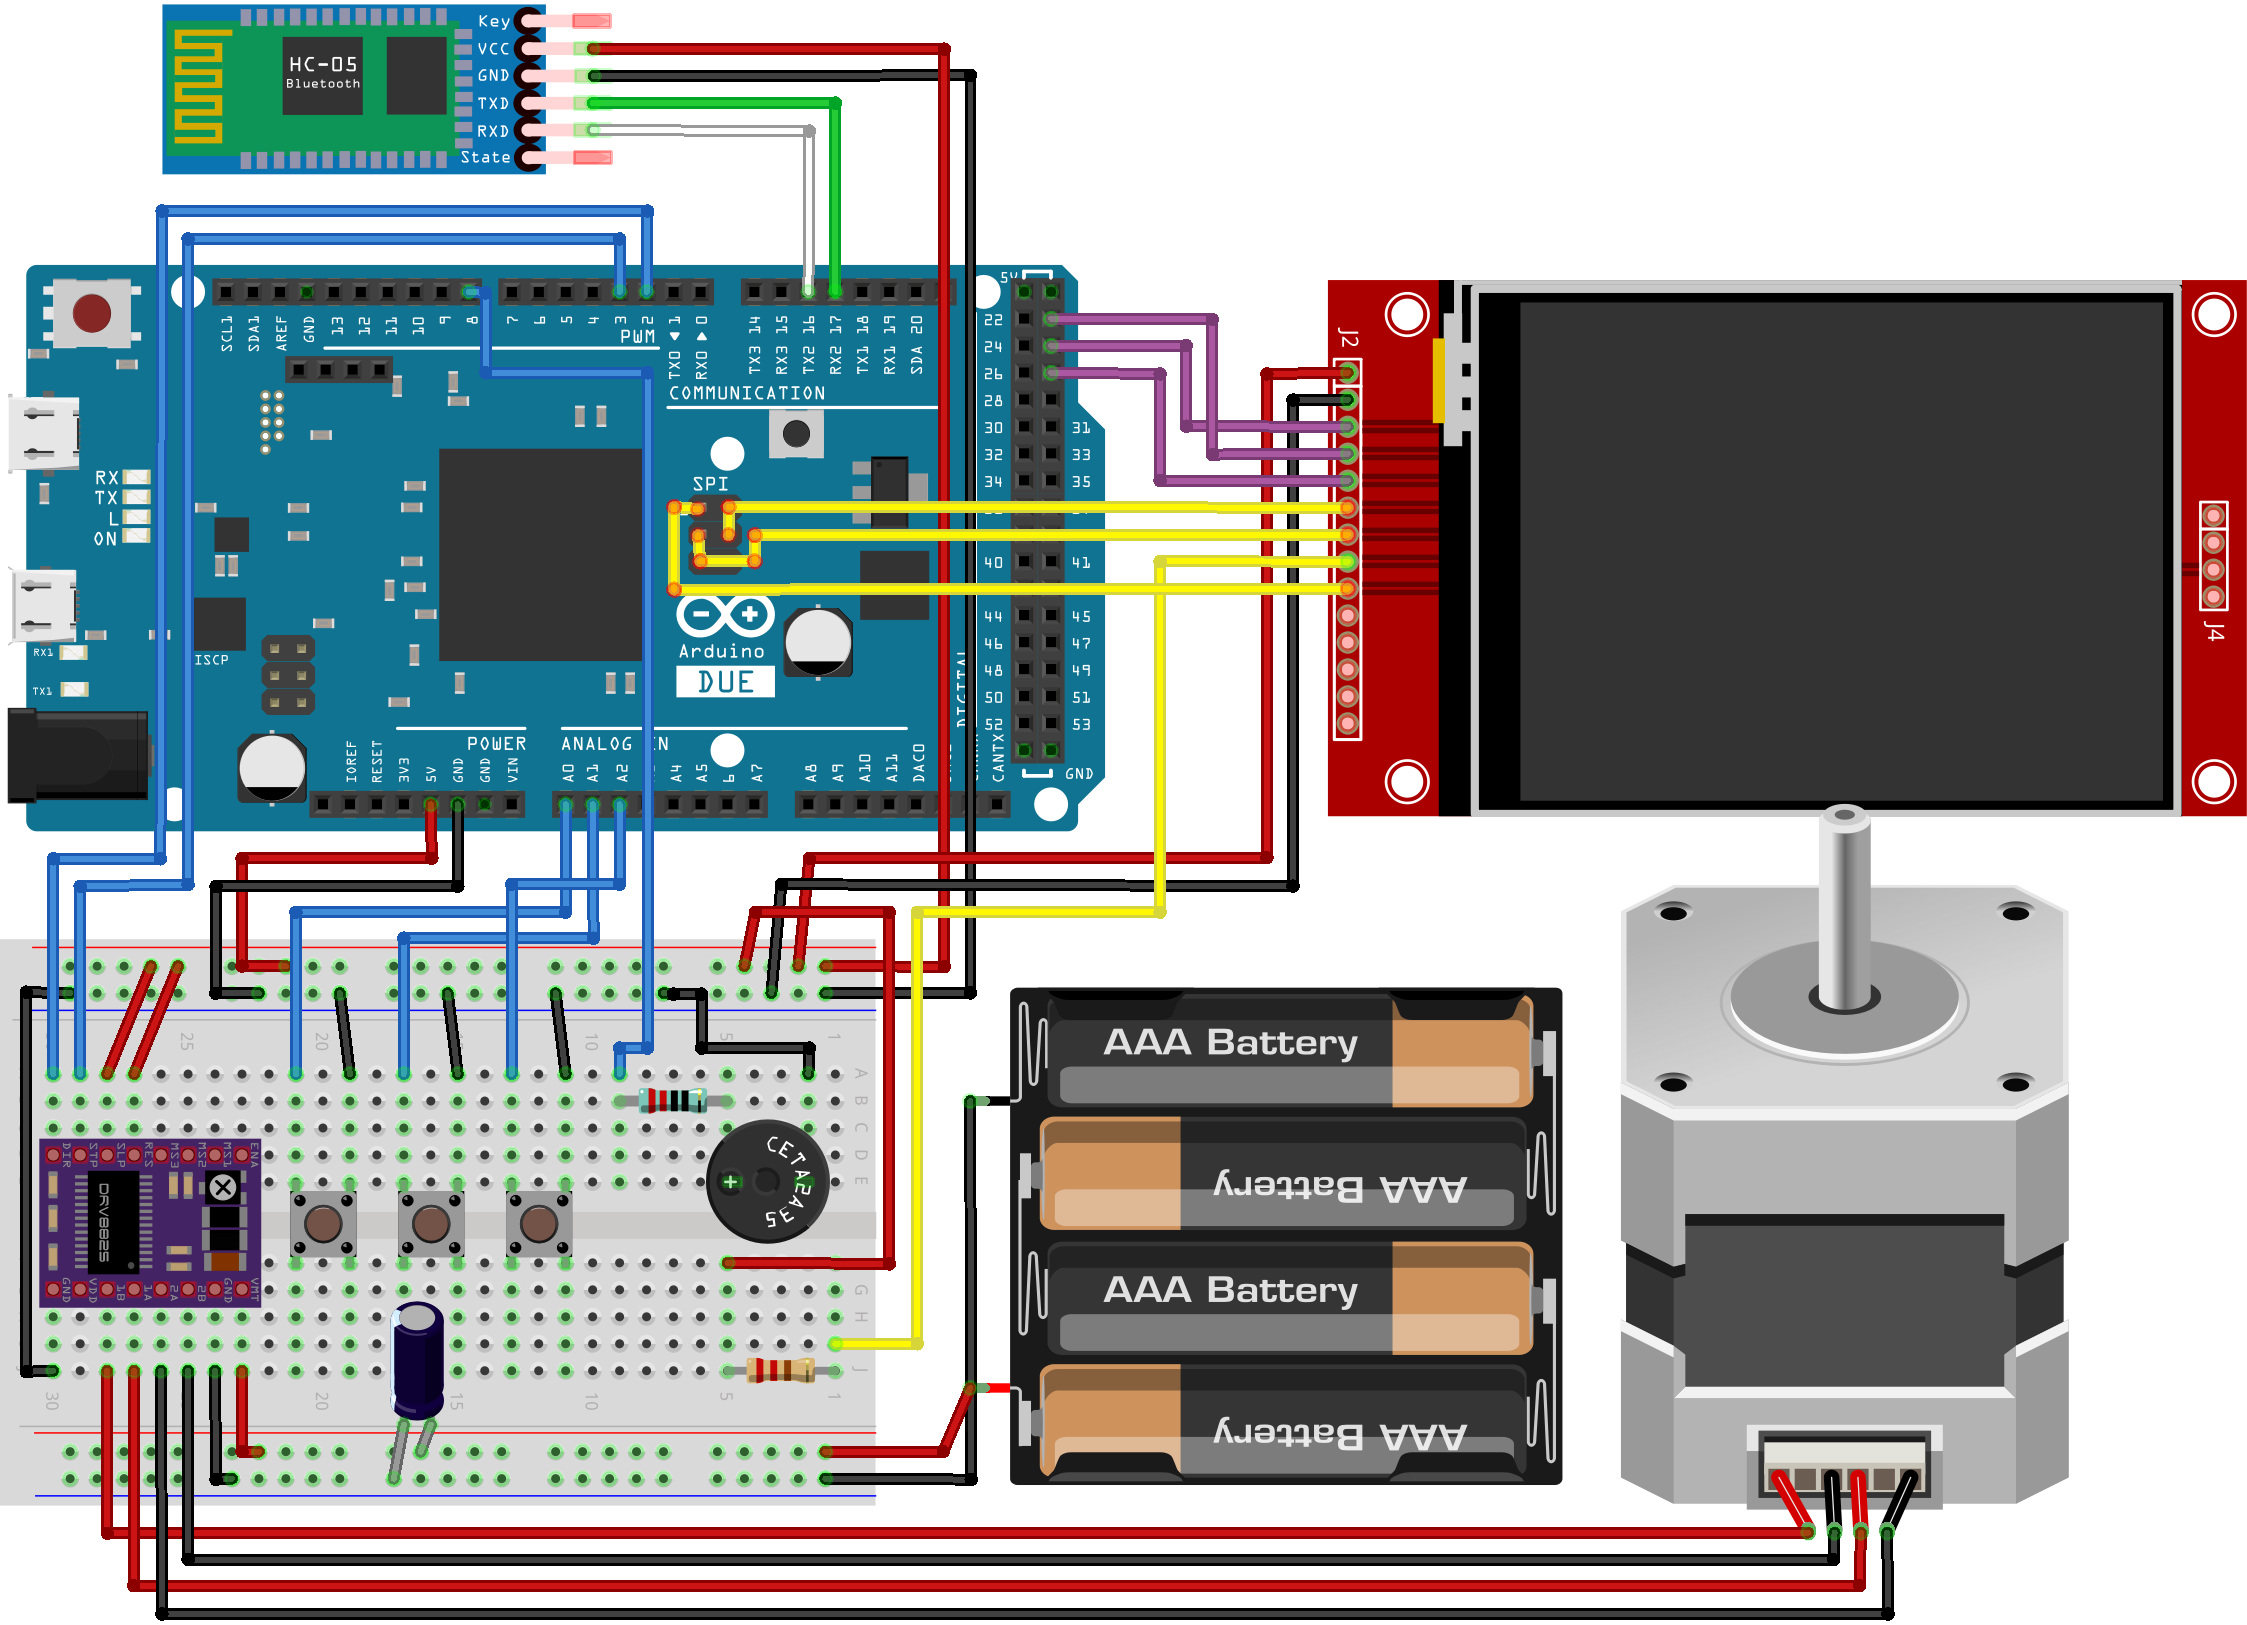 Key
VCC
GND
TXD
RXD
State
HC-05
Bluetooth
SCL1
SDA1
AREF
GND
13
12
11
10
9
8
7
6
5
4
3
2
TX0 1
RX0 0
PWM
TX3 14
RX3 15
TX2 16
RX2 17
TX1 18
RX1 19
SDA 20
COMMUNICATION
5V
22
24
26
28
30 31
32 33
34 35
40 41
44 45
46 47
48 49
50 51
52 53
GND
RX
TX
L
ON
RX1
TX1
ISCP
SPI
Arduino
DUE
DIGITAL
POWER
ANALOG IN
IOREF
RESET
3V3
5V
GND
GND
VIN
A0
A1
A2
A4
A5
6
A7
A8
A9
A10
A11
DAC0
CANTX
J2
J4
25
20
10
5
1
A
B
C
D
E
G
H
J
30
20
15
10
5
1
DIR
STP
SLP
RES
MS3
MS2
MS1
ENA
DRV8825
GND
VDD
1B
1A
2A
2B
GND
VMT
+
CETA2A35
AAA Battery
AAA Battery
AAA Battery
AAA Battery